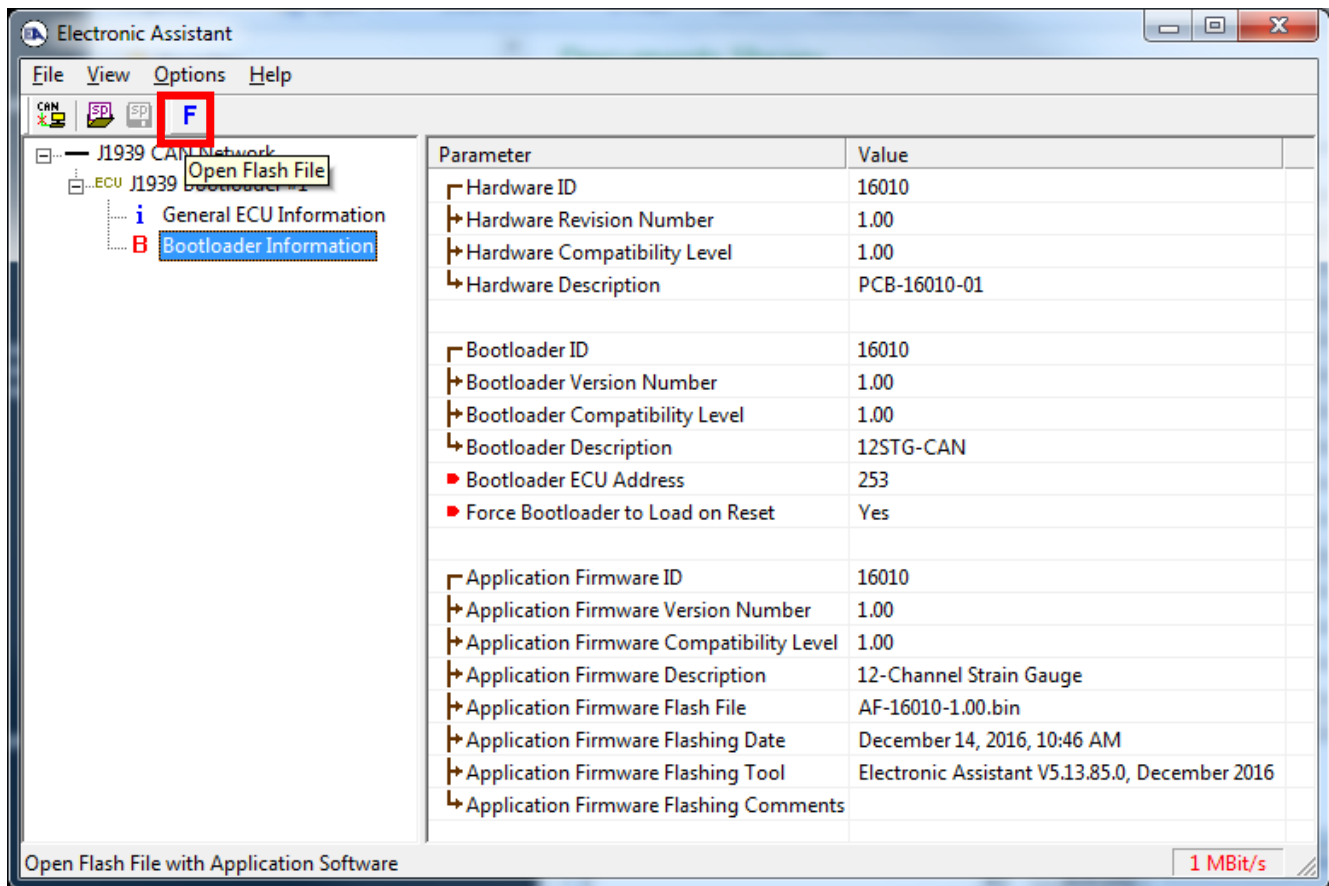 Electronic Assistant
File View Options Help
CAN SP SP F
J1939 CAN Network
Open Flash File
ECU J1939 Bootloader #1
i General ECU Information
B Bootloader Information
Parameter Value
Hardware ID 16010
Hardware Revision Number 1.00
Hardware Compatibility Level 1.00
Hardware Description PCB-16010-01
Bootloader ID 16010
Bootloader Version Number 1.00
Bootloader Compatibility Level 1.00
Bootloader Description 12STG-CAN
Bootloader ECU Address 253
Force Bootloader to Load on Reset Yes
Application Firmware ID 16010
Application Firmware Version Number 1.00
Application Firmware Compatibility Level 1.00
Application Firmware Description 12-Channel Strain Gauge
Application Firmware Flash File AF-16010-1.00.bin
Application Firmware Flashing Date December 14, 2016, 10:46 AM
Application Firmware Flashing Tool Electronic Assistant V5.13.85.0, December 2016
Application Firmware Flashing Comments
Open Flash File with Application Software 1 MBit/s